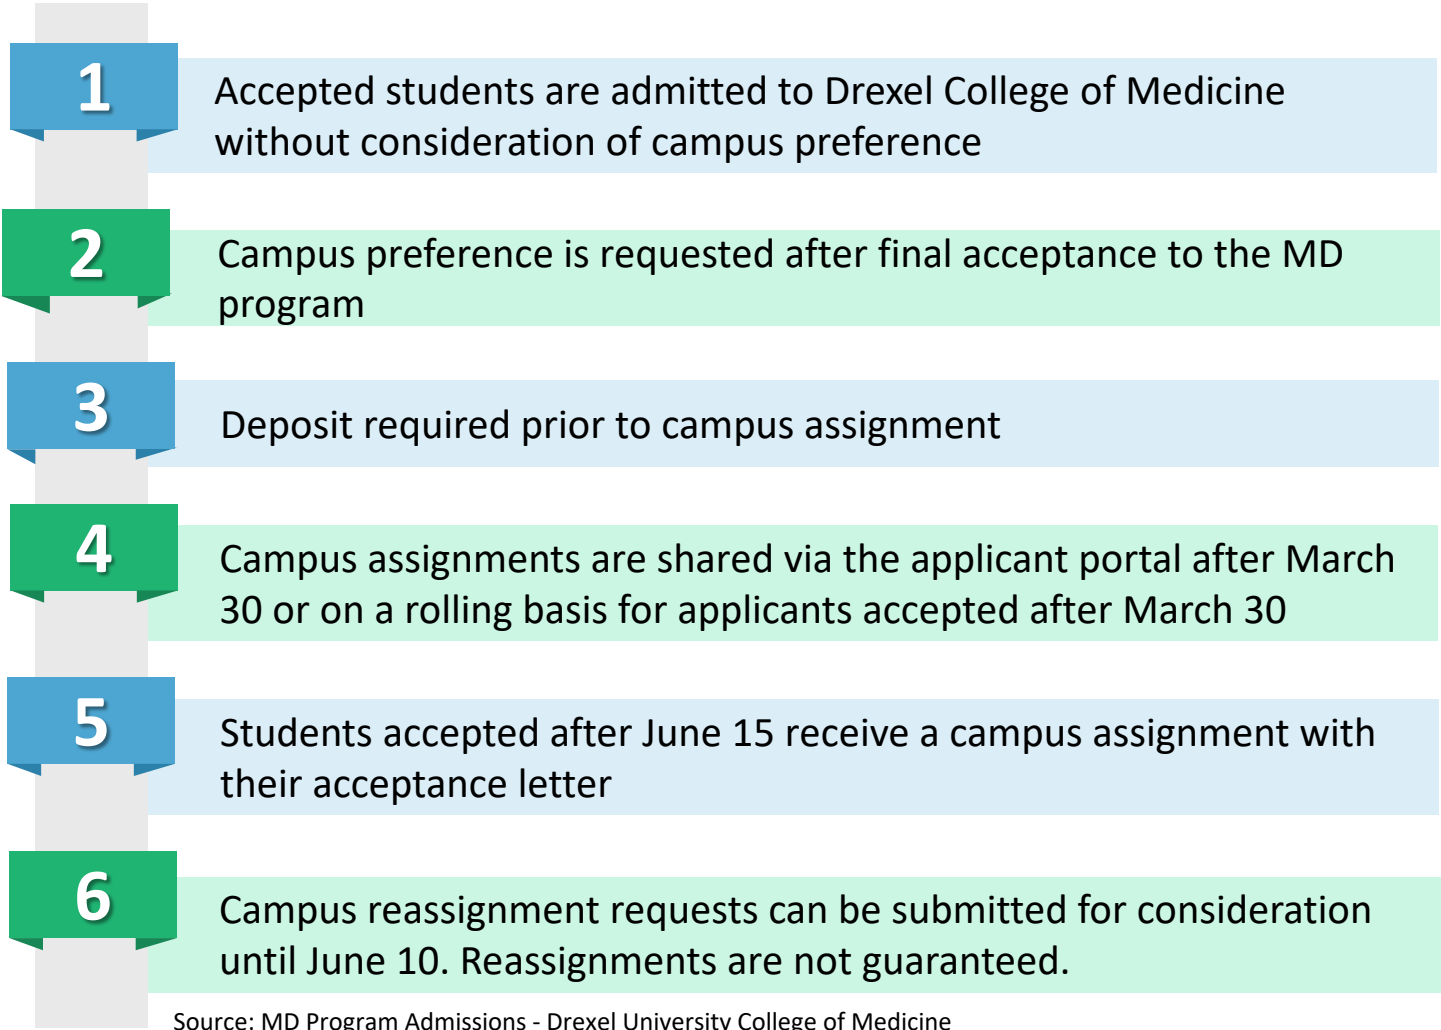 1
Accepted students are admitted to Drexel College of Medicine
without consideration of campus preference
2
Campus preference is requested after final acceptance to the MD
program
3
Deposit required prior to campus assignment
4
Campus assignments are shared via the applicant portal after March
30 or on a rolling basis for applicants accepted after March 30
5
Students accepted after June 15 receive a campus assignment with
their acceptance letter
6
Campus reassignment requests can be submitted for consideration
until June 10. Reassignments are not guaranteed.
Source: MD Program Admissions - Drexel University College of Medicine